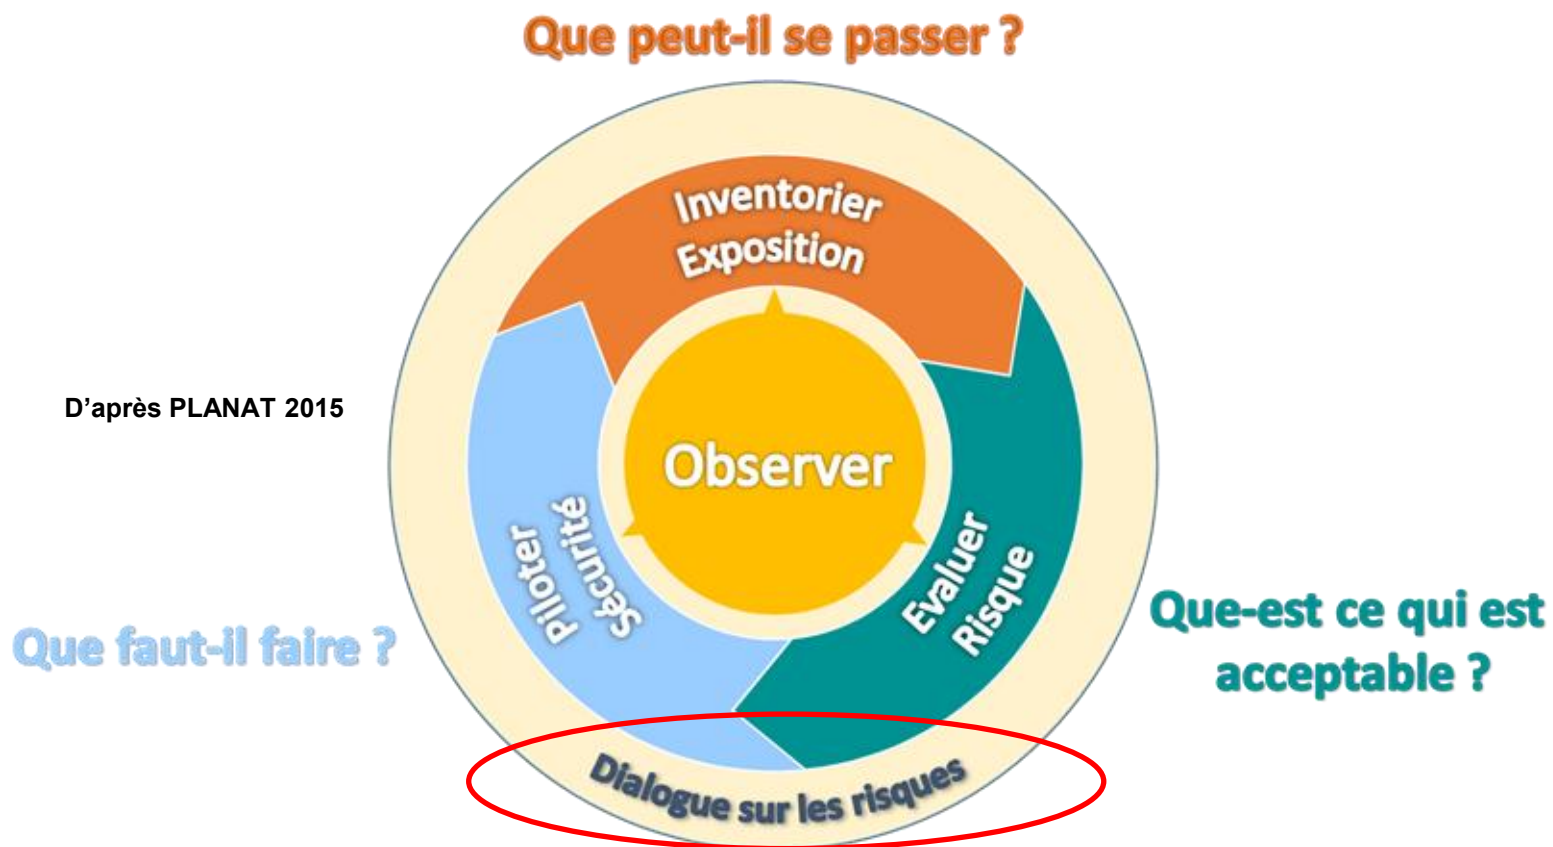 Que peut-il se passer ?
Inventorier
Exposition
D'après PLANAT 2015
Observer
Piloter
Sécurité
Evaluer
Risque
Que faut-il faire ?
Que-est ce qui est
acceptable ?
Dialogue sur les risques